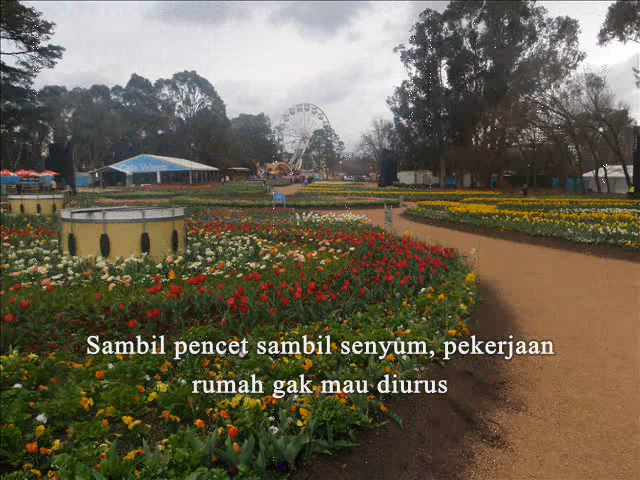 Sambil pencet sambil senyum, pekerjaan
rumah gak mau diurus